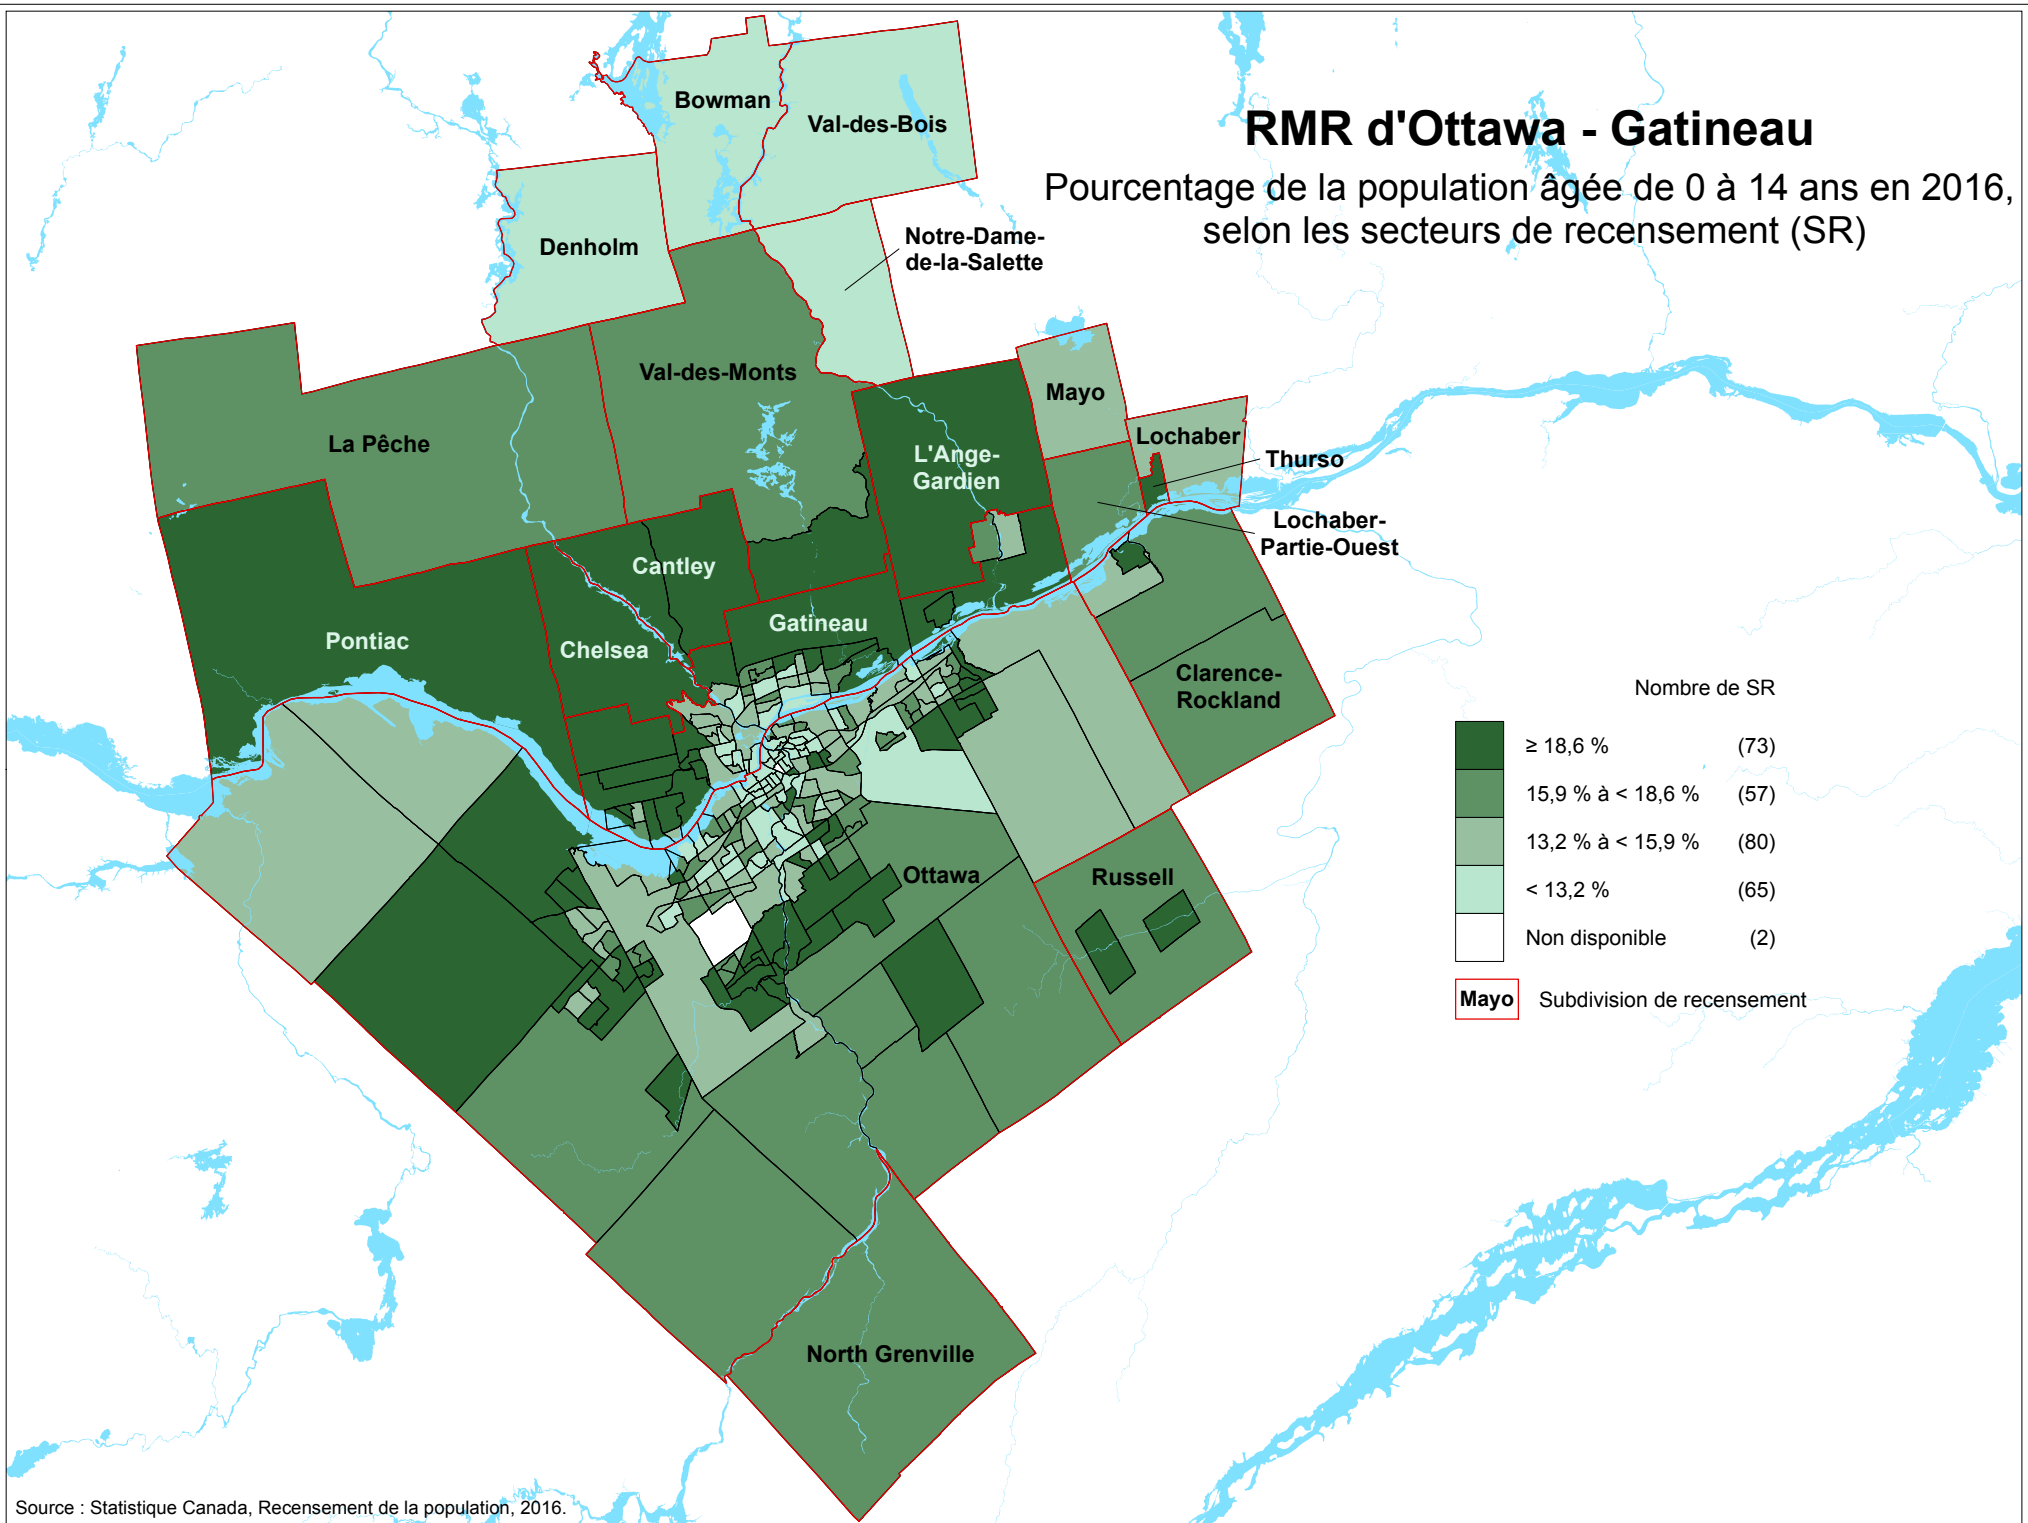 RMR d'Ottawa - Gatineau
Pourcentage de la population âgée de 0 à 14 ans en 2016,
selon les secteurs de recensement (SR)
Bowman
Val-des-Bois
Denholm
Notre-Dame-
de-la-Salette
Val-des-Monts
Mayo
La Pêche
Lochaber
L'Ange-
Gardien
Thurso
Lochaber-
Partie-Ouest
Cantley
Gatineau
Pontiac
Chelsea
Clarence-
Rockland
Ottawa
Russell
North Grenville
Nombre de SR
≥ 18,6 % (73)
15,9 % à < 18,6 % (57)
13,2 % à < 15,9 % (80)
< 13,2 % (65)
Non disponible (2)
Mayo Subdivision de recensement
Source : Statistique Canada, Recensement de la population, 2016.